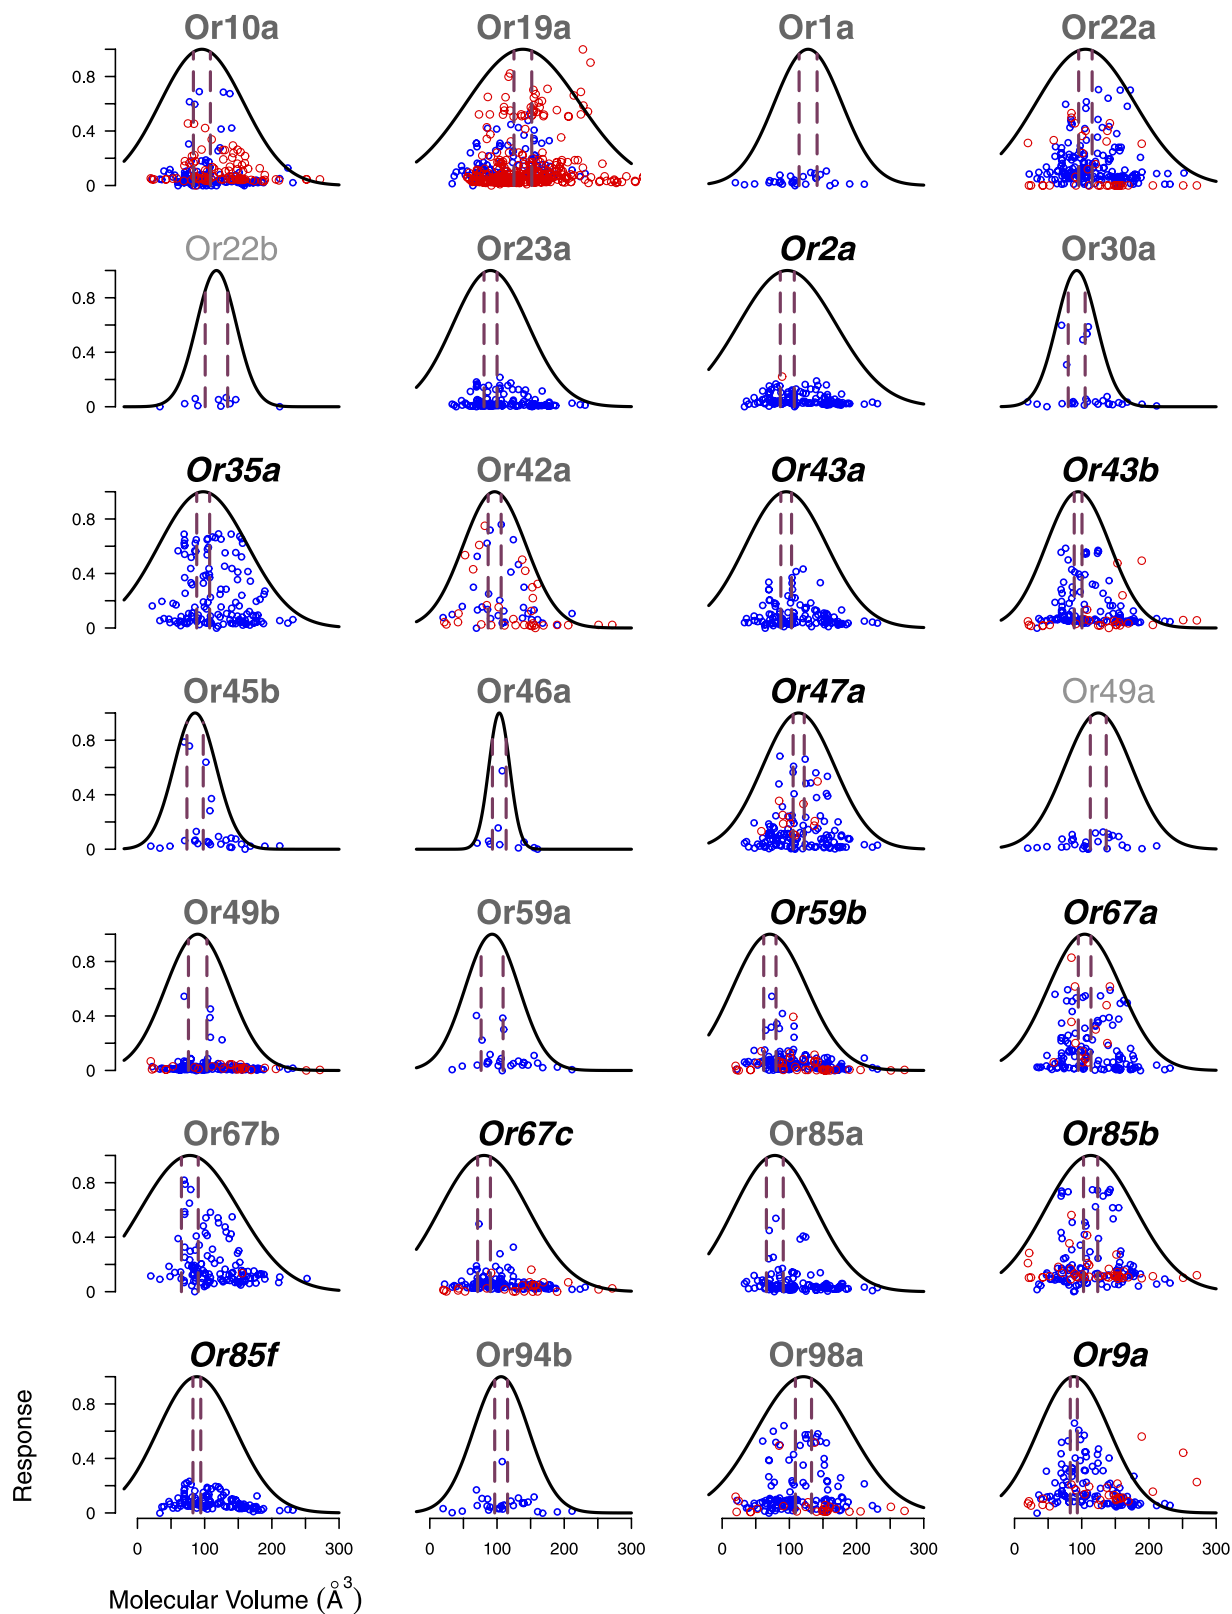 Or10a Or19a Or1a Or22a
0.8
0.4
0
Or22b Or23a Or2a Or30a
0.8
0.4
0
Or35a Or42a Or43a Or43b
0.8
0.4
0
Or45b Or46a Or47a Or49a
0.8
0.4
0
Or49b Or59a Or59b Or67a
0.8
0.4
0
Or67b Or67c Or85a Or85b
0.8
0.4
0
Or85f Or94b Or98a Or9a
0.8
0.4
0
Response
0 100 200 300 0 100 200 300 0 100 200 300 0 100 200 300
Molecular Volume (Å³)